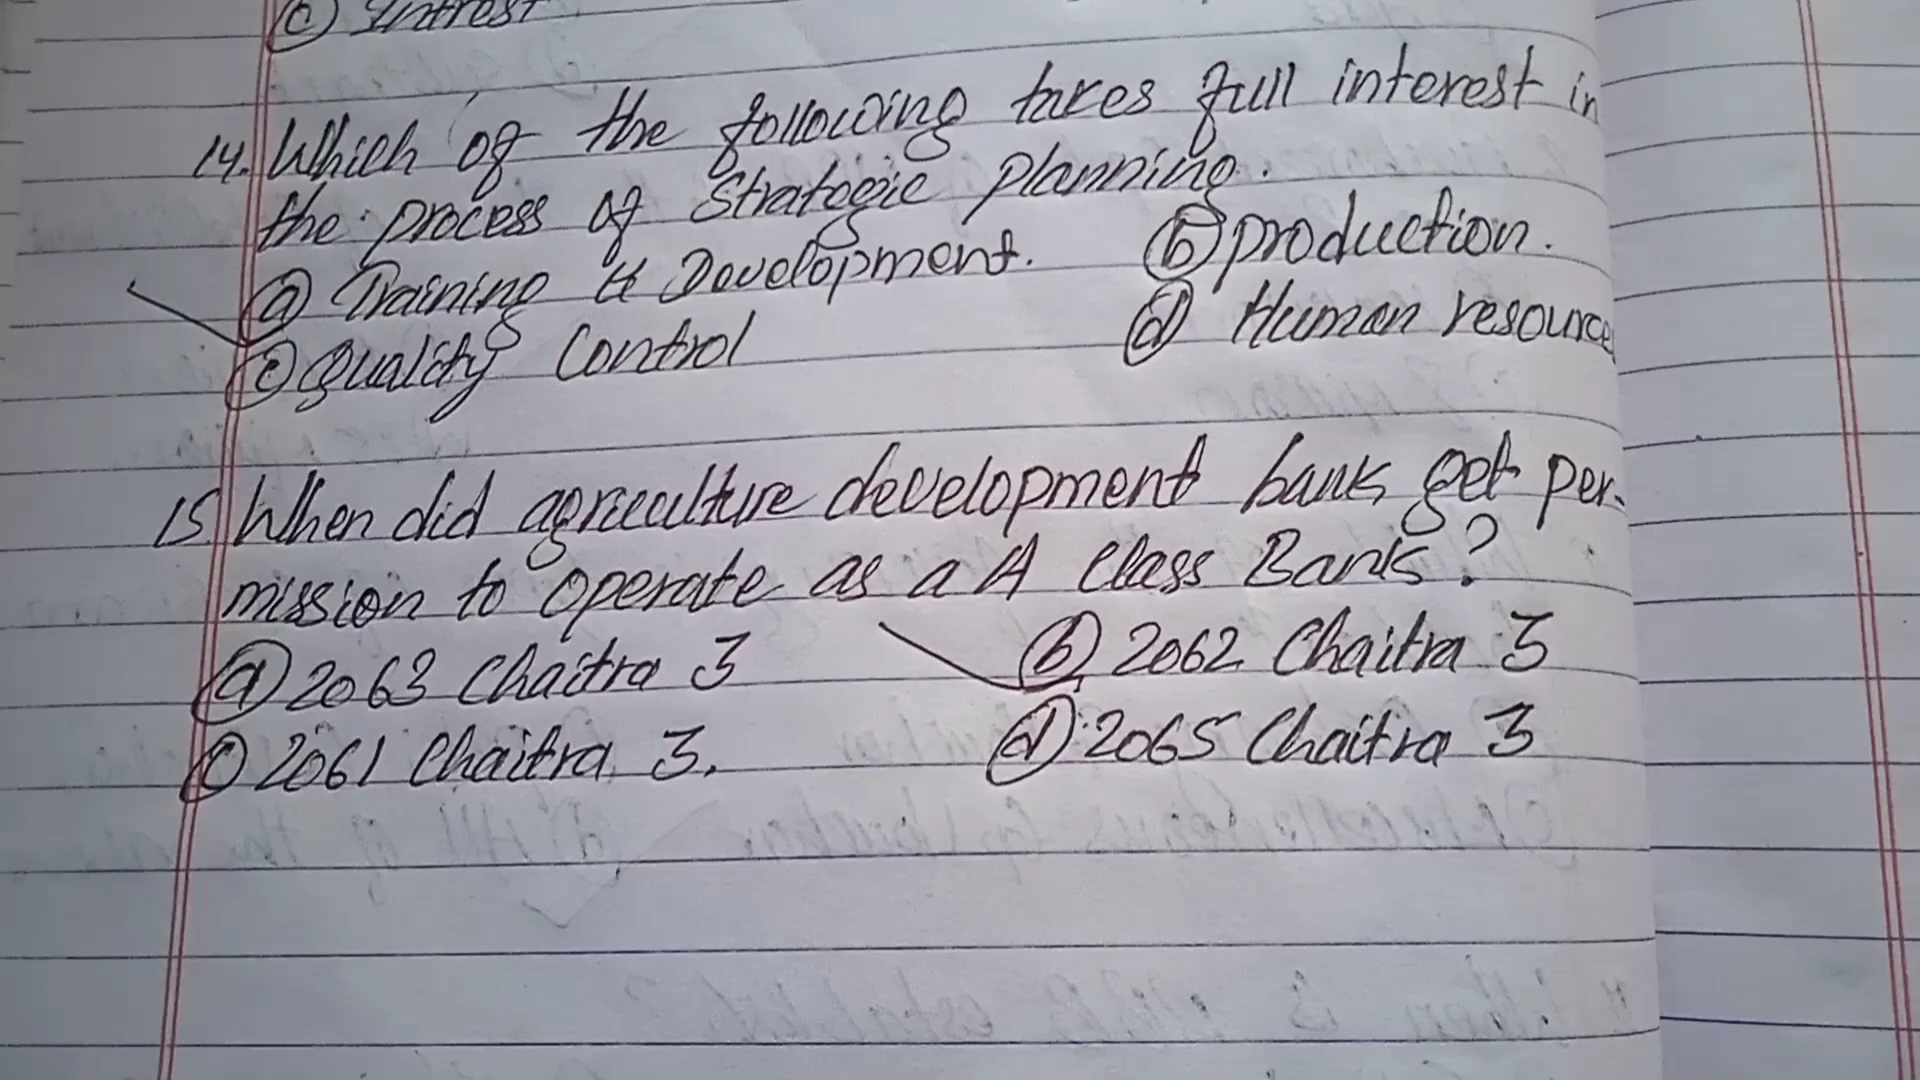 (c) Intrest
14. Which of the following takes full interest in
the process of Strategic planning.
(a) Training & Development. (b) production.
(c) Quality Control (d) Human resource
15. When did agriculture development bank get per-
mission to operate as a A Class Bank?
(a) 2063 Chaitra 3 (b) 2062 Chaitra 3
(c) 2061 Chaitra 3. (d) 2065 Chaitra 3